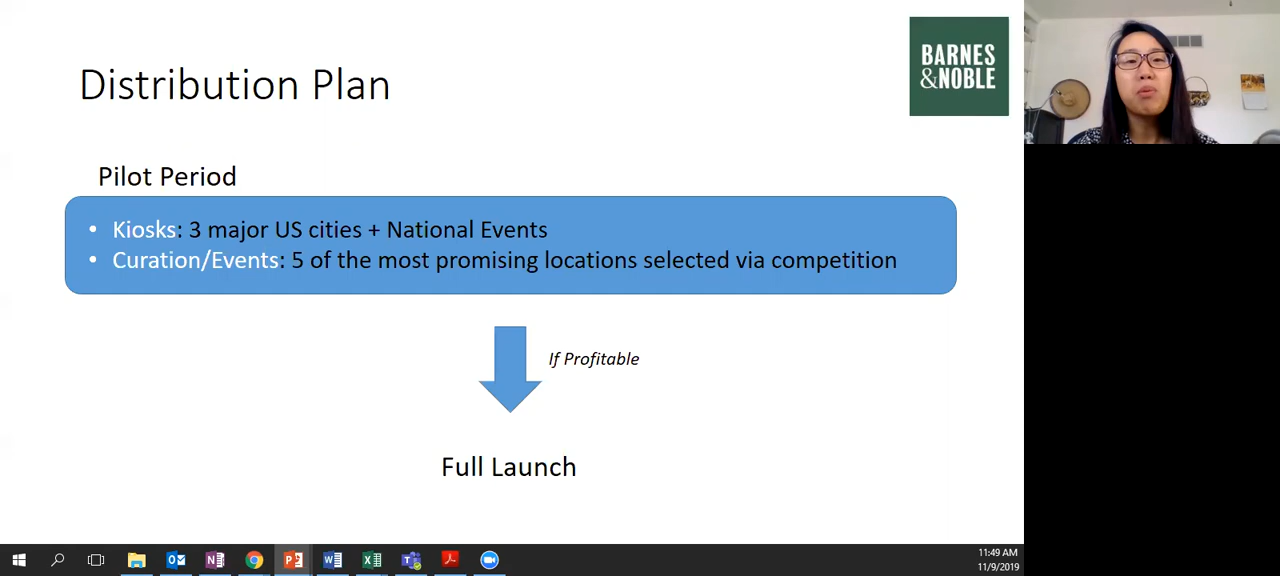 Distribution Plan
BARNES
&NOBLE
Pilot Period
• Kiosks: 3 major US cities + National Events
• Curation/Events: 5 of the most promising locations selected via competition
If Profitable
Full Launch
11:49 AM
11/9/2019